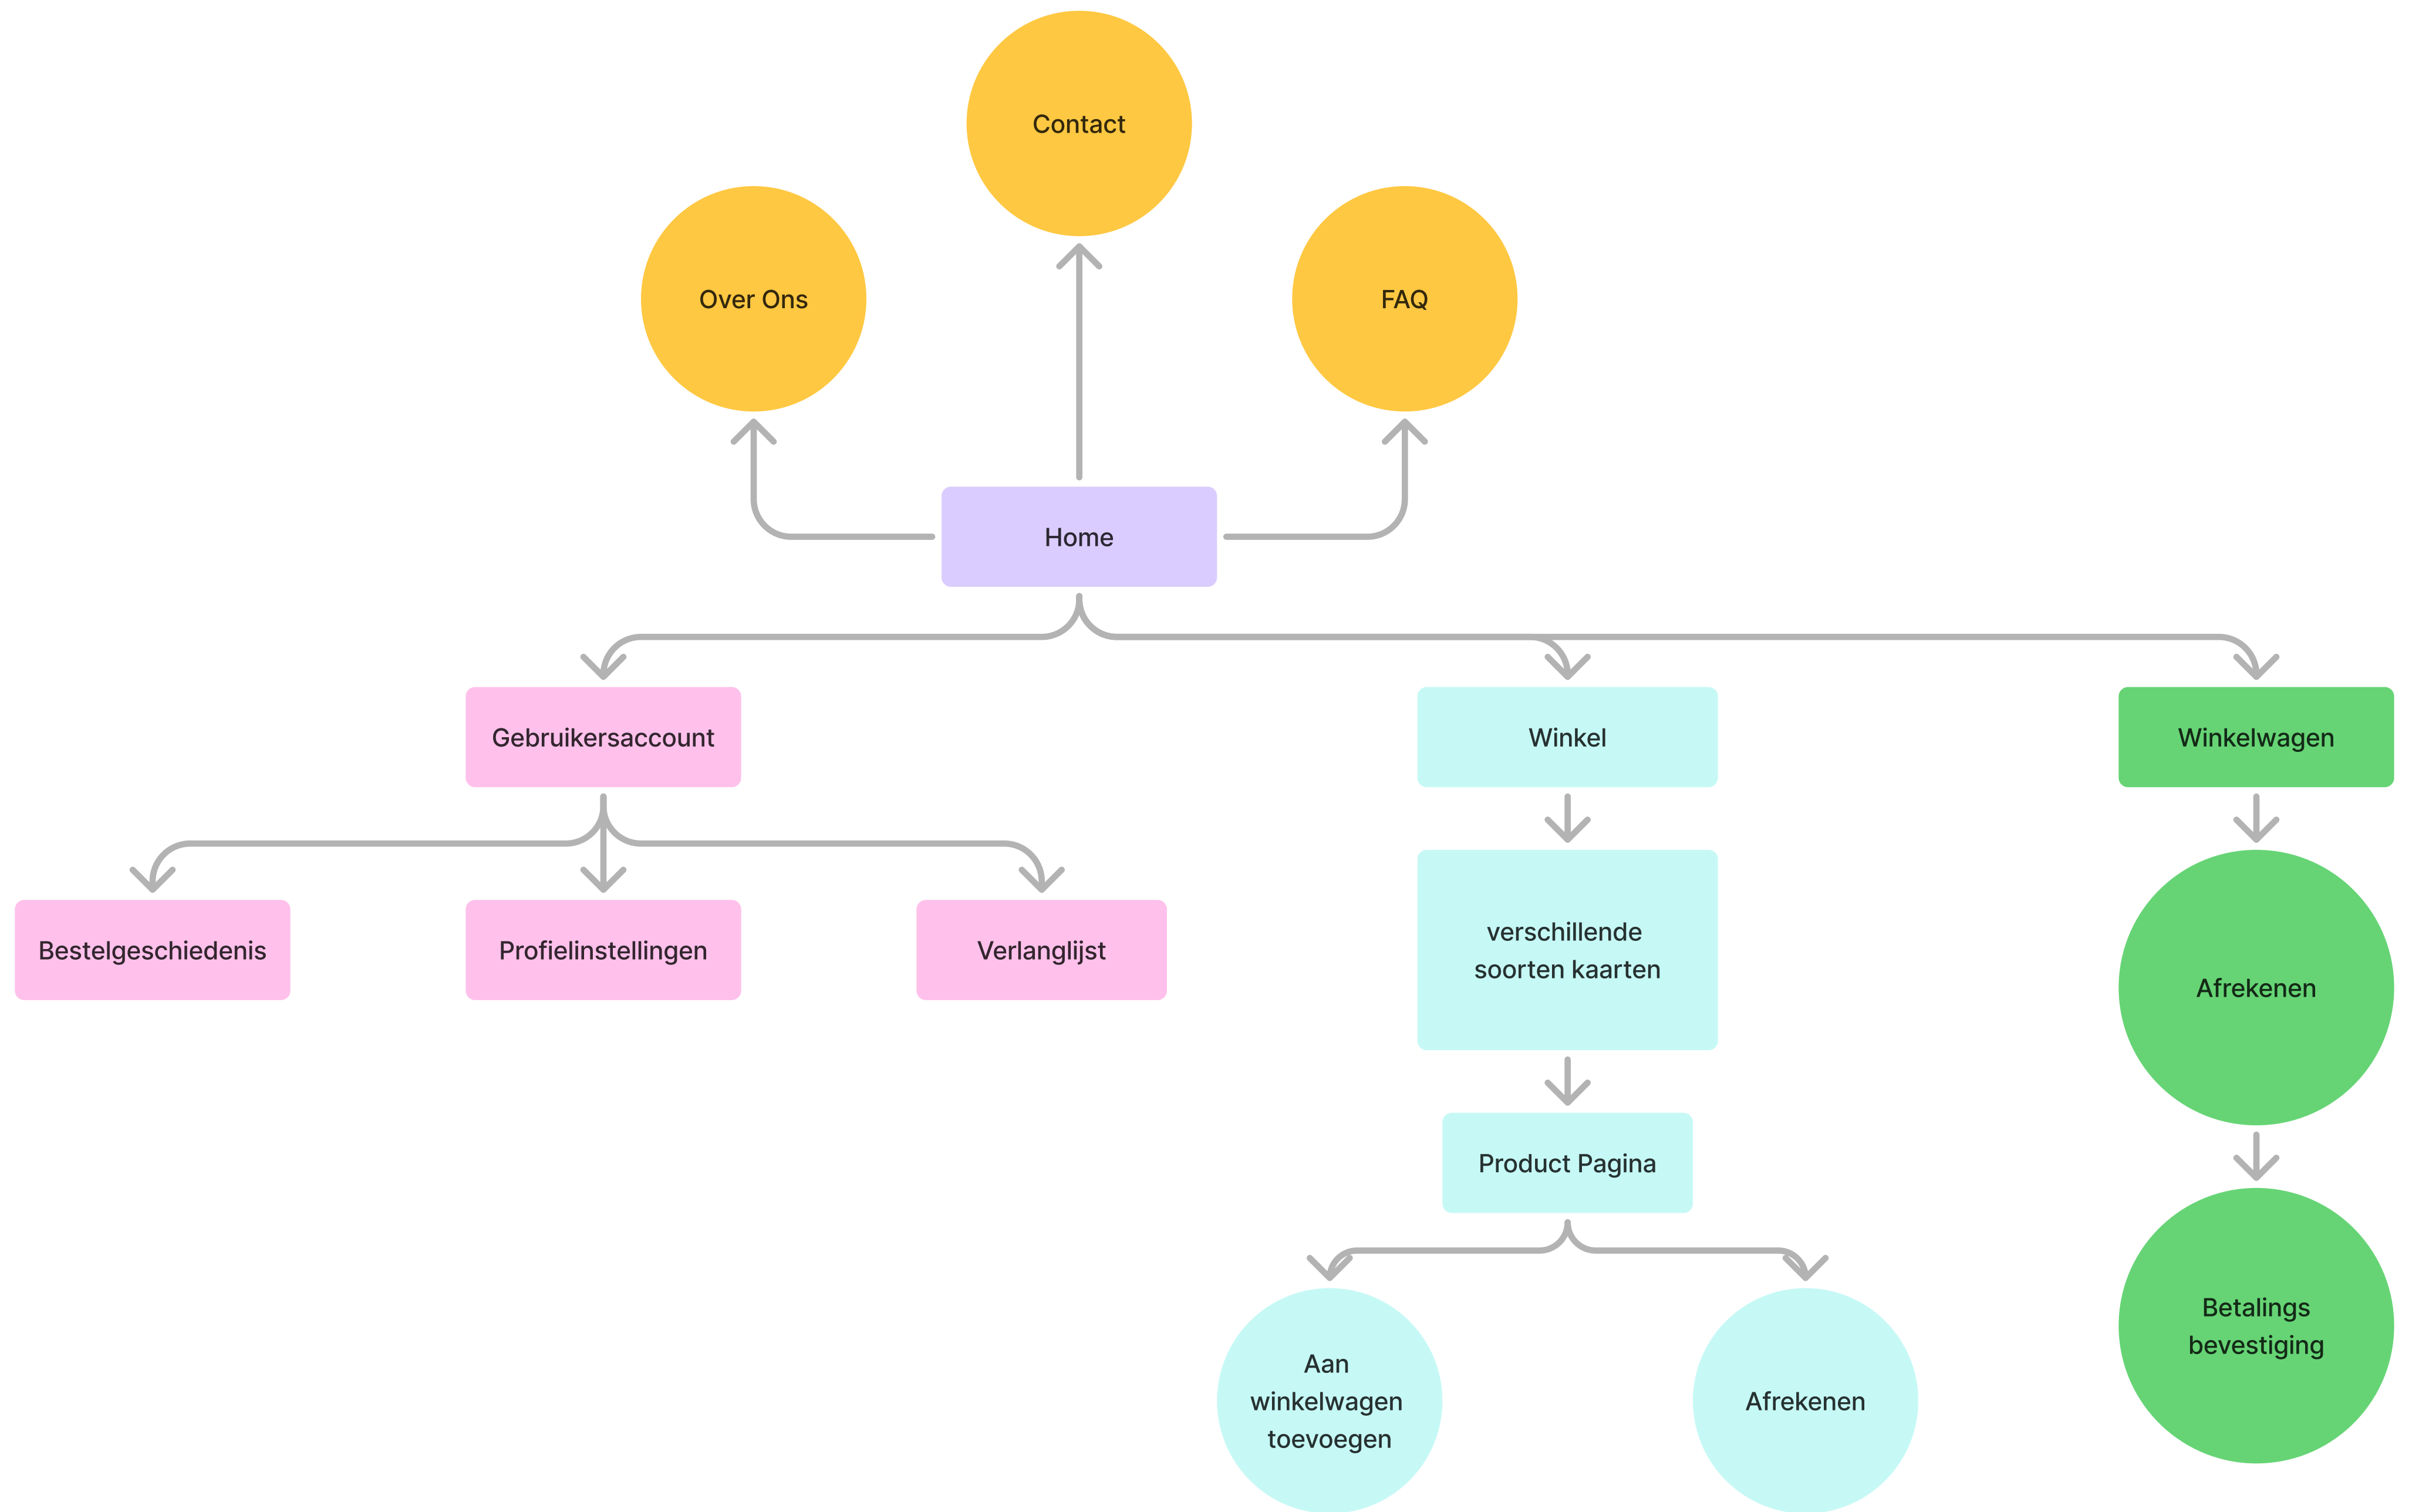 Contact
Over Ons
FAQ
Home
Gebruikersaccount
Winkel
Winkelwagen
Bestelgeschiedenis
Profielinstellingen
Verlanglijst
verschillende
soorten kaarten
Afrekenen
Product Pagina
Aan
winkelwagen
toevoegen
Afrekenen
Betalings
bevestiging